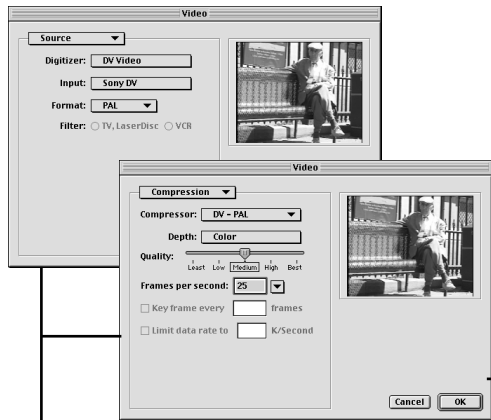 Video
Source
Digitizer: DV Video
Input: Sony DV
Format: PAL
Filter: TV, LaserDisc VCR
Video
Compression
Compressor: DV - PAL
Depth: Color
Quality:
Least Low Medium High Best
Frames per second: 25
Key frame every frames
Limit data rate to K/Second
Cancel OK